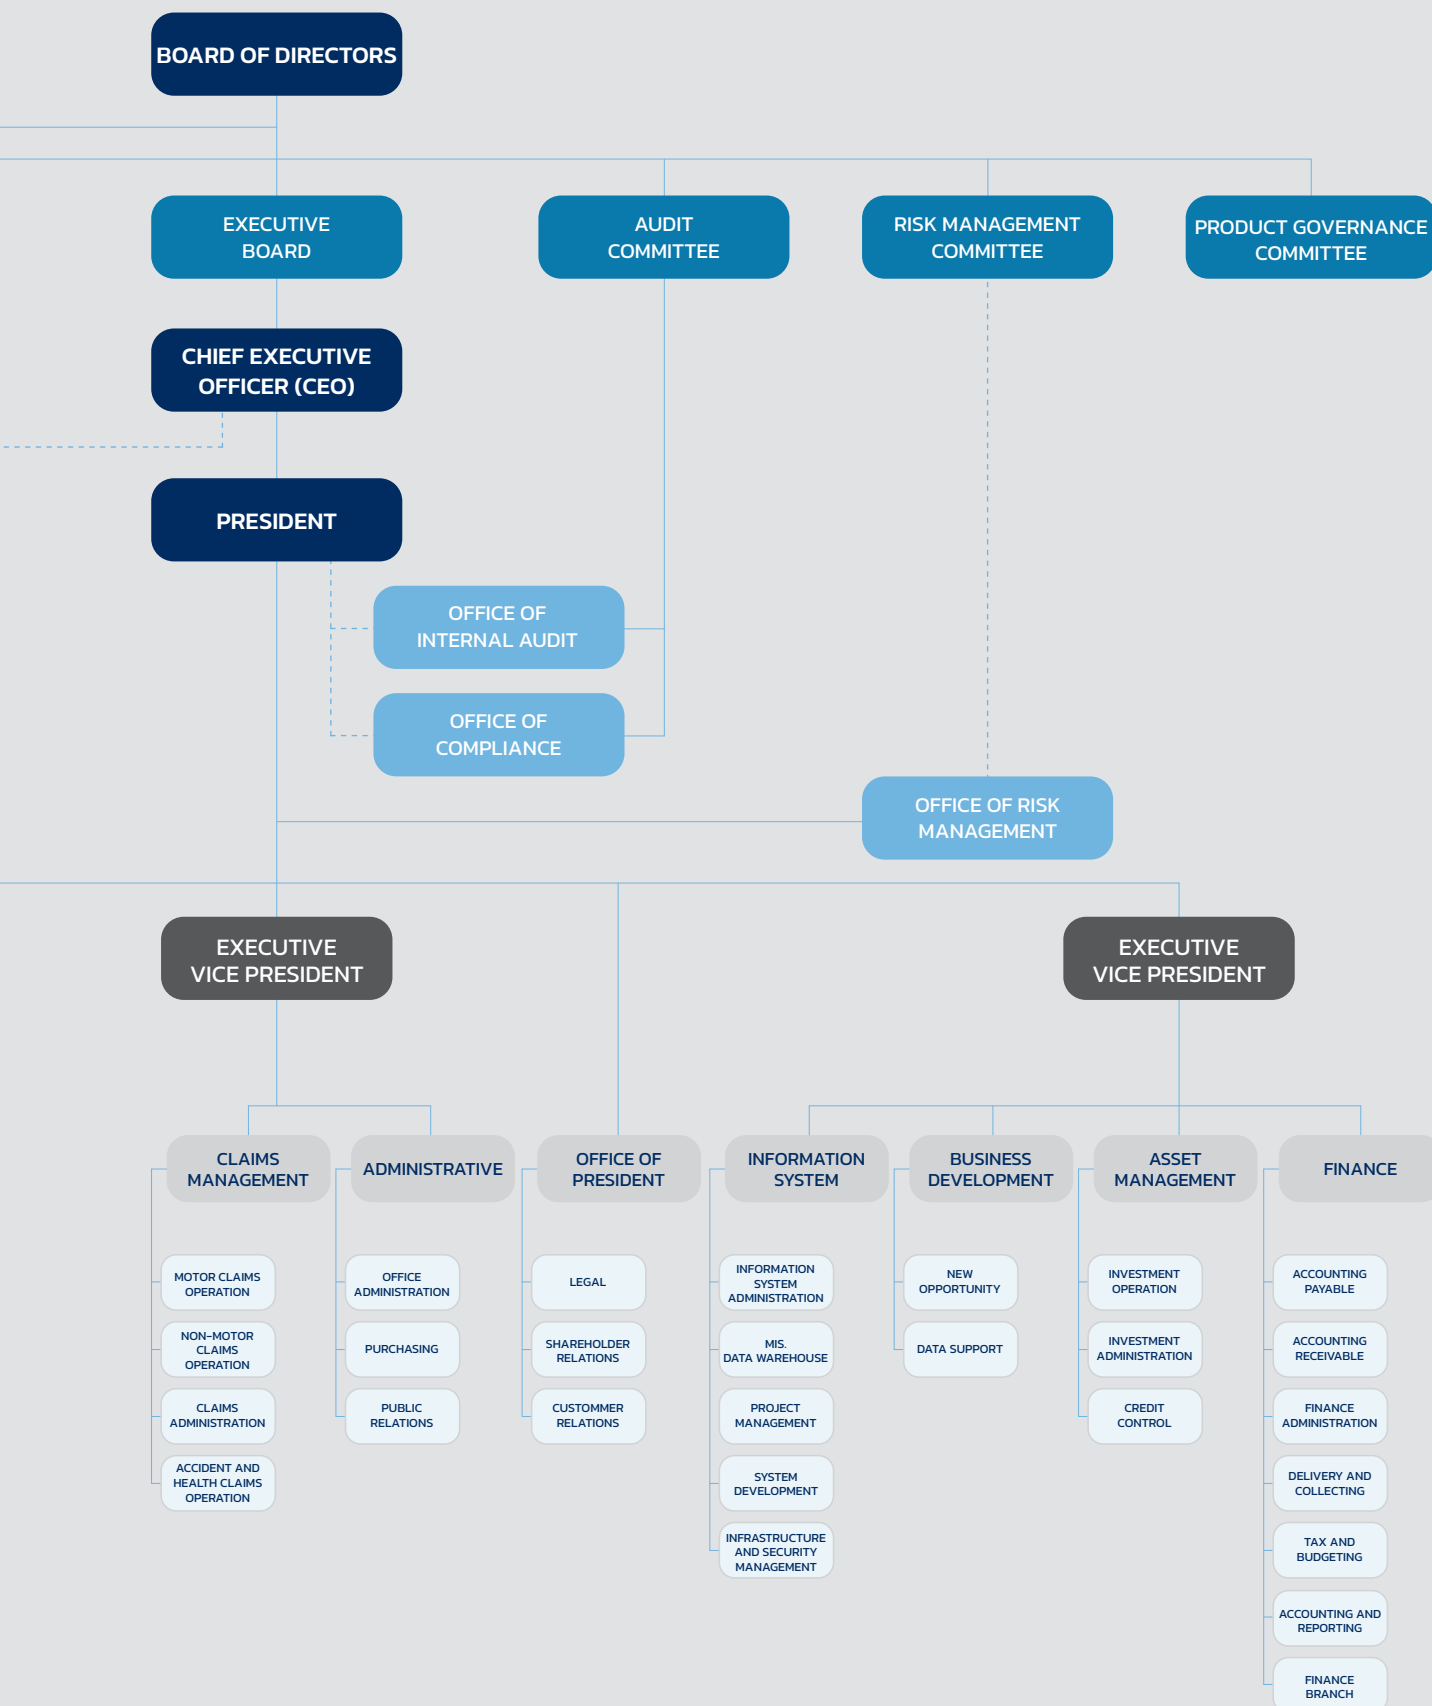 BOARD OF DIRECTORS
EXECUTIVE
BOARD
AUDIT
COMMITTEE
RISK MANAGEMENT
COMMITTEE
PRODUCT GOVERNANCE
COMMITTEE
CHIEF EXECUTIVE
OFFICER (CEO)
PRESIDENT
OFFICE OF
INTERNAL AUDIT
OFFICE OF
COMPLIANCE
OFFICE OF RISK
MANAGEMENT
EXECUTIVE
VICE PRESIDENT
EXECUTIVE
VICE PRESIDENT
CLAIMS
MANAGEMENT
ADMINISTRATIVE
OFFICE OF
PRESIDENT
INFORMATION
SYSTEM
BUSINESS
DEVELOPMENT
ASSET
MANAGEMENT
FINANCE
MOTOR CLAIMS
OPERATION
NON-MOTOR
CLAIMS
OPERATION
CLAIMS
ADMINISTRATION
ACCIDENT AND
HEALTH CLAIMS
OPERATION
OFFICE
ADMINISTRATION
PURCHASING
PUBLIC
RELATIONS
LEGAL
SHAREHOLDER
RELATIONS
CUSTOMMER
RELATIONS
INFORMATION
SYSTEM
ADMINISTRATION
MIS.
DATA WAREHOUSE
PROJECT
MANAGEMENT
SYSTEM
DEVELOPMENT
INFRASTRUCTURE
AND SECURITY
MANAGEMENT
NEW
OPPORTUNITY
DATA SUPPORT
INVESTMENT
OPERATION
INVESTMENT
ADMINISTRATION
CREDIT
CONTROL
ACCOUNTING
PAYABLE
ACCOUNTING
RECEIVABLE
FINANCE
ADMINISTRATION
DELIVERY AND
COLLECTING
TAX AND
BUDGETING
ACCOUNTING AND
REPORTING
FINANCE
BRANCH